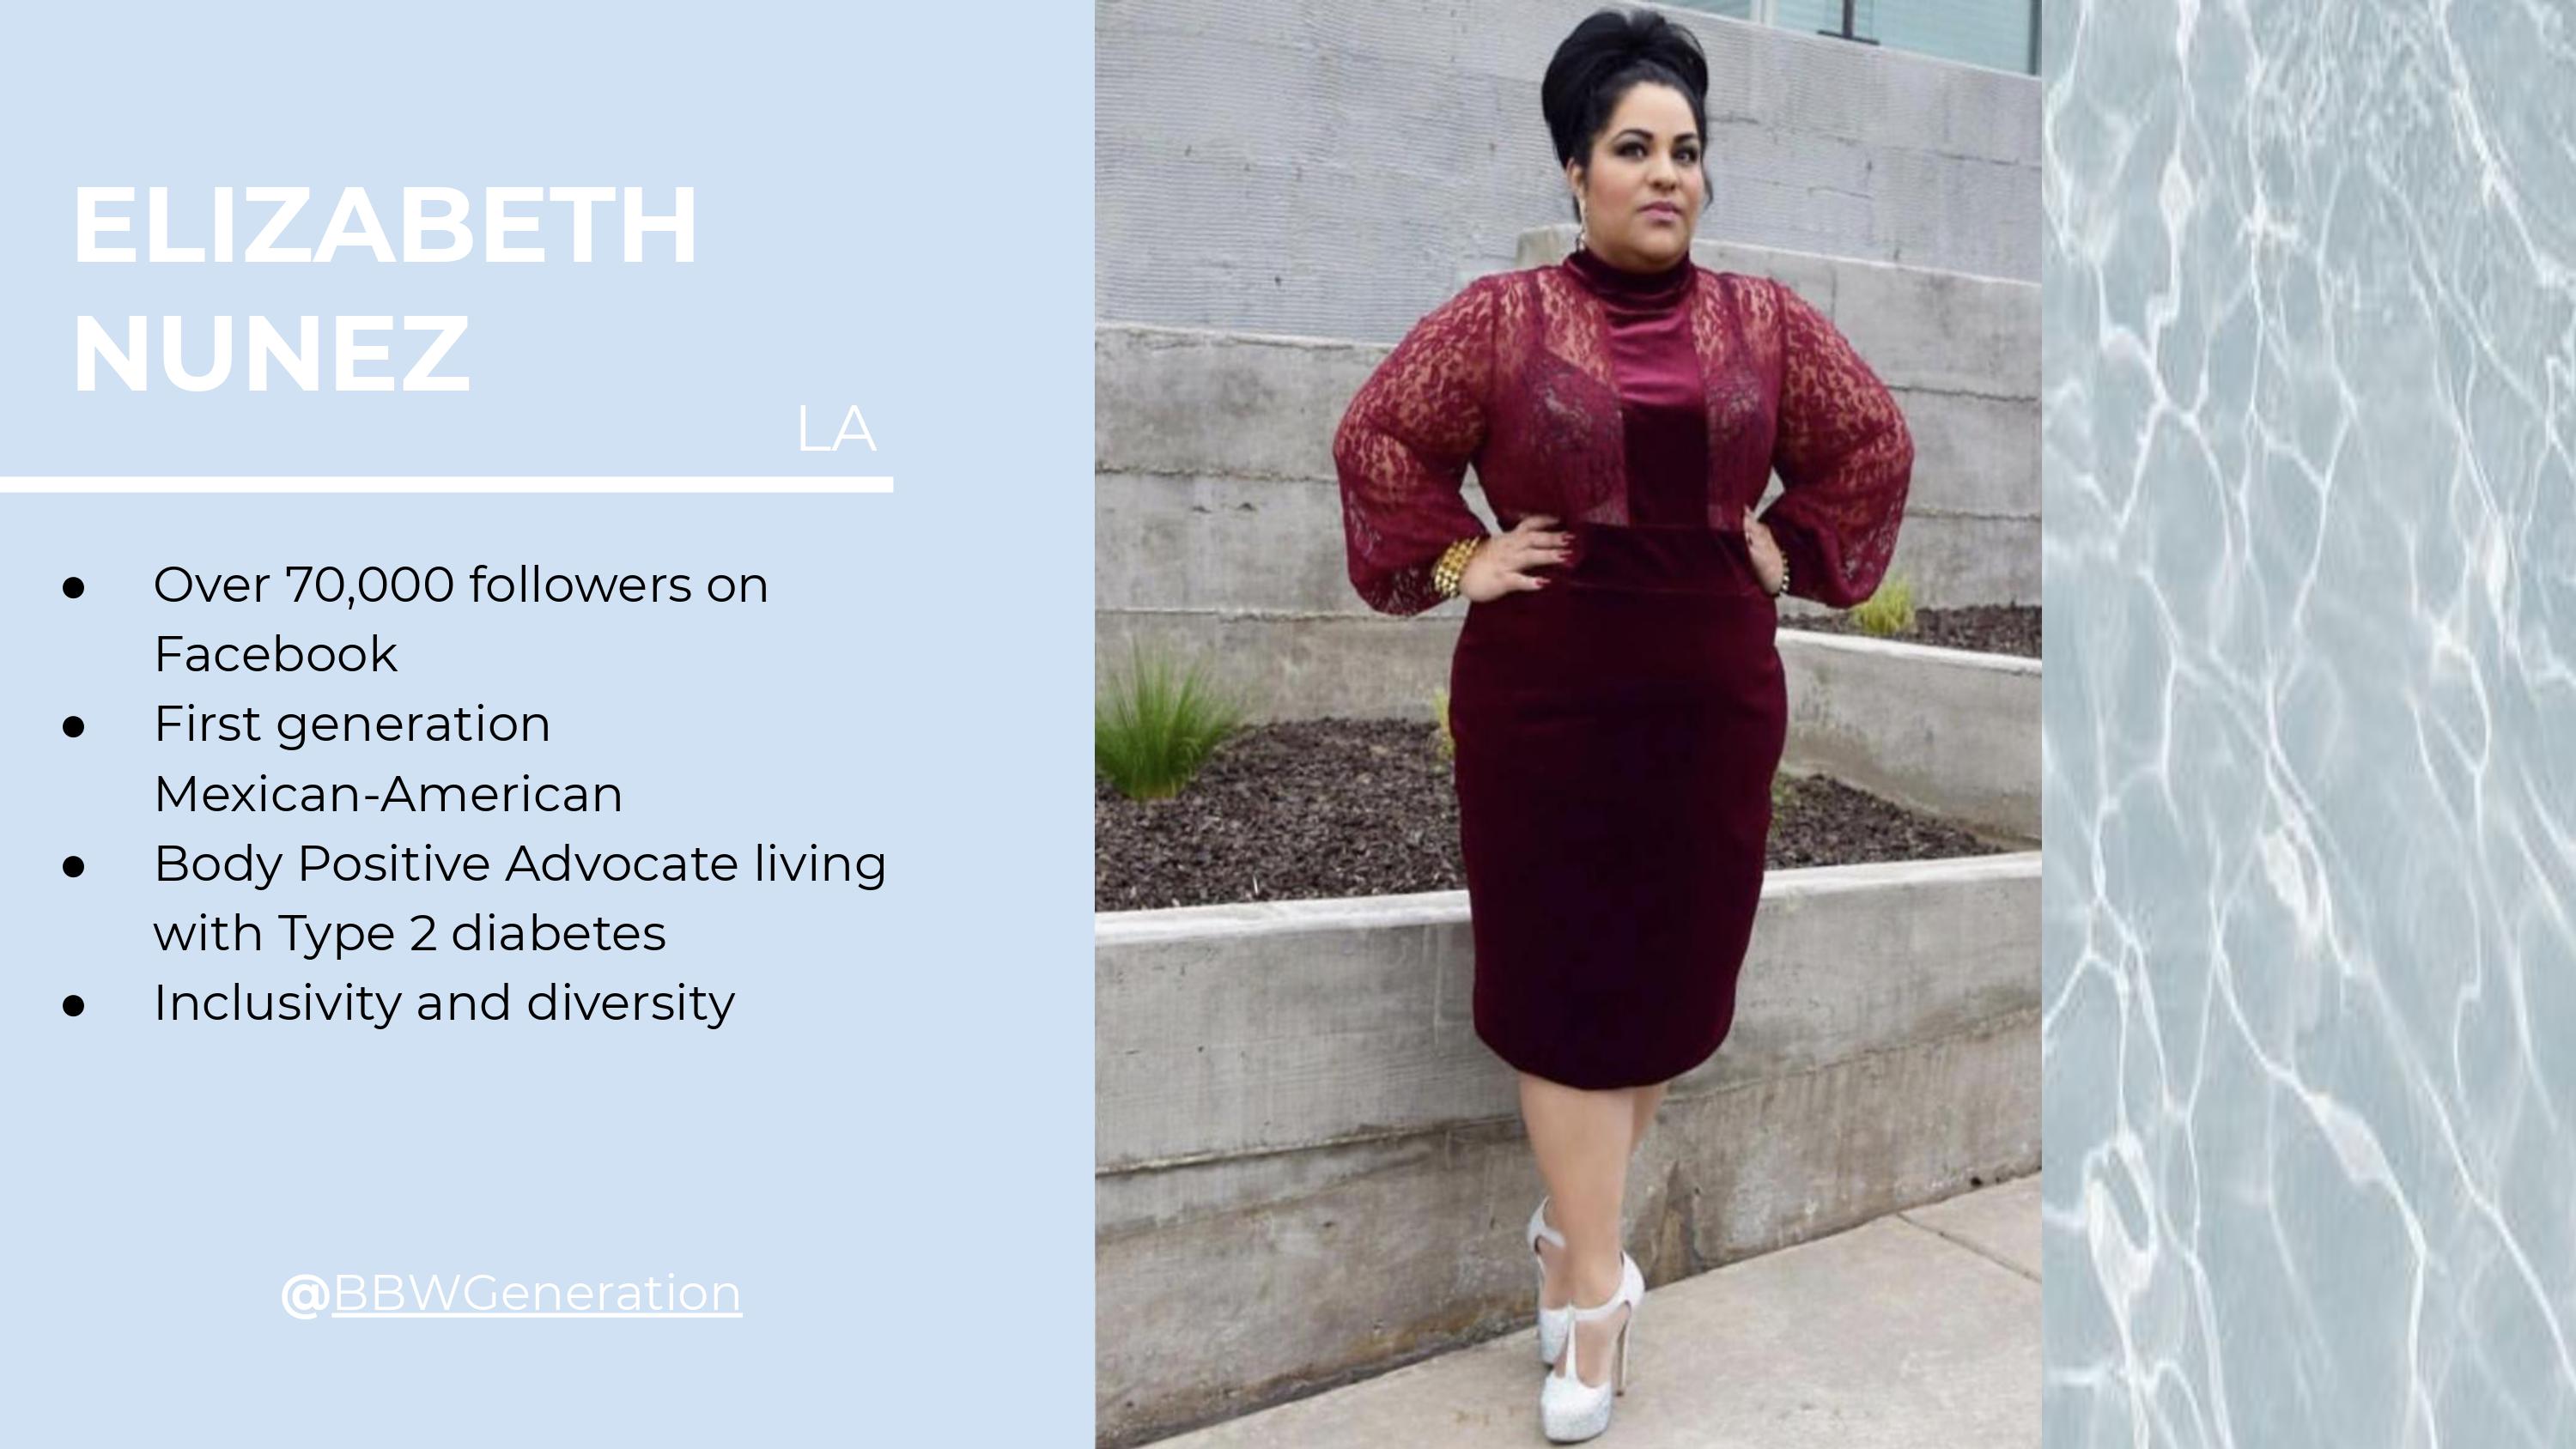 ELIZABETH
NUNEZ
LA
● Over 70,000 followers on
Facebook
● First generation
Mexican-American
● Body Positive Advocate living
with Type 2 diabetes
● Inclusivity and diversity
@BBWGeneration